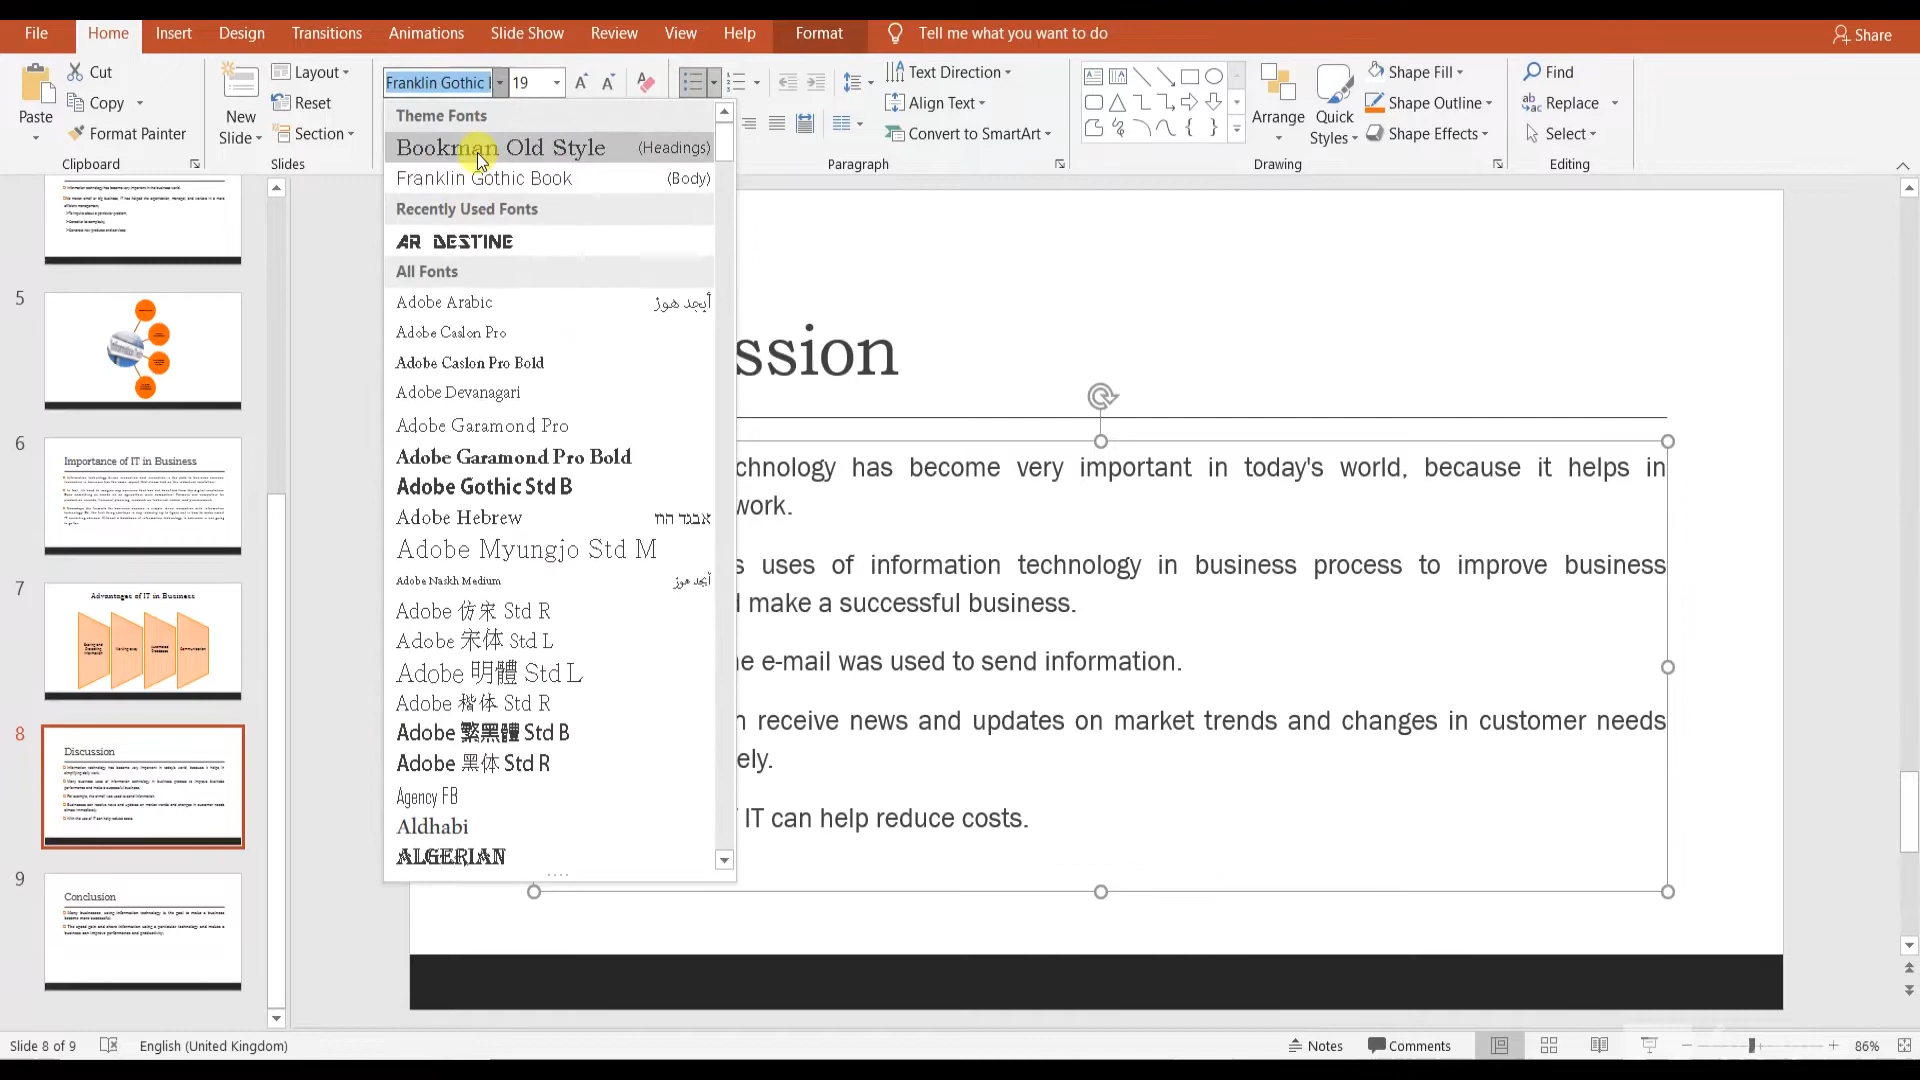 File Home Insert Design Transitions Animations Slide Show Review View Help Format Tell me what you want to do Share
Cut
Copy
Format Painter
Paste
Clipboard
New
Slide
Layout
Reset
Section
Slides
Franklin Gothic 19
Text Direction
Align Text
Convert to SmartArt
Paragraph
Arrange
Quick
Styles
Shape Fill
Shape Outline
Shape Effects
Drawing
Find
Replace
Select
Editing
Theme Fonts
Bookman Old Style (Headings)
Franklin Gothic Book (Body)
Recently Used Fonts
AR DESTINE
All Fonts
Adobe Arabic أبجد هوز
Adobe Caslon Pro
Adobe Caslon Pro Bold
Adobe Devanagari
Adobe Garamond Pro
Adobe Garamond Pro Bold
Adobe Gothic Std B
Adobe Hebrew אבגד הוז
Adobe Myungjo Std M
Adobe Naskh Medium أبجد هوز
Adobe 仿宋 Std R
Adobe 宋体 Std L
Adobe 明體 Std L
Adobe 楷体 Std R
Adobe 繁黑體 Std B
Adobe 黑体 Std R
Agency FB
Aldhabi
ALGERIAN
5
6
Importance of IT in Business
7
Advantages of IT in Business
8
Discussion
9
Conclusion
ssion
chnology has become very important in today's world, because it helps in
work.
s uses of information technology in business process to improve business
d make a successful business.
ne e-mail was used to send information.
n receive news and updates on market trends and changes in customer needs
ely.
IT can help reduce costs.
Slide 8 of 9 English (United Kingdom) Notes Comments 86%